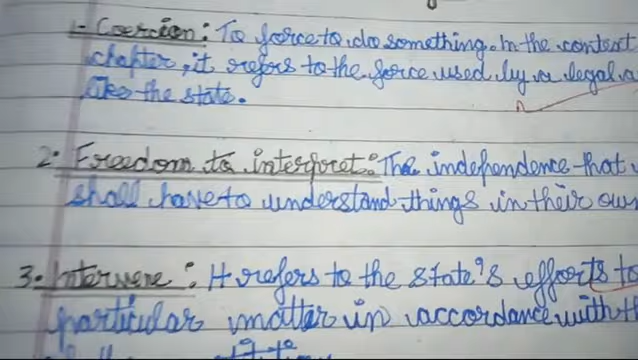 1- Coercion: To force to do something. In the context
chapter, it refers to the force used by a legal a
like the state.
2. Freedom to interpret: The independence that
shall have to understand things in their own
3. Intervene: It refers to the state's efforts to
particular matter in accordance with th